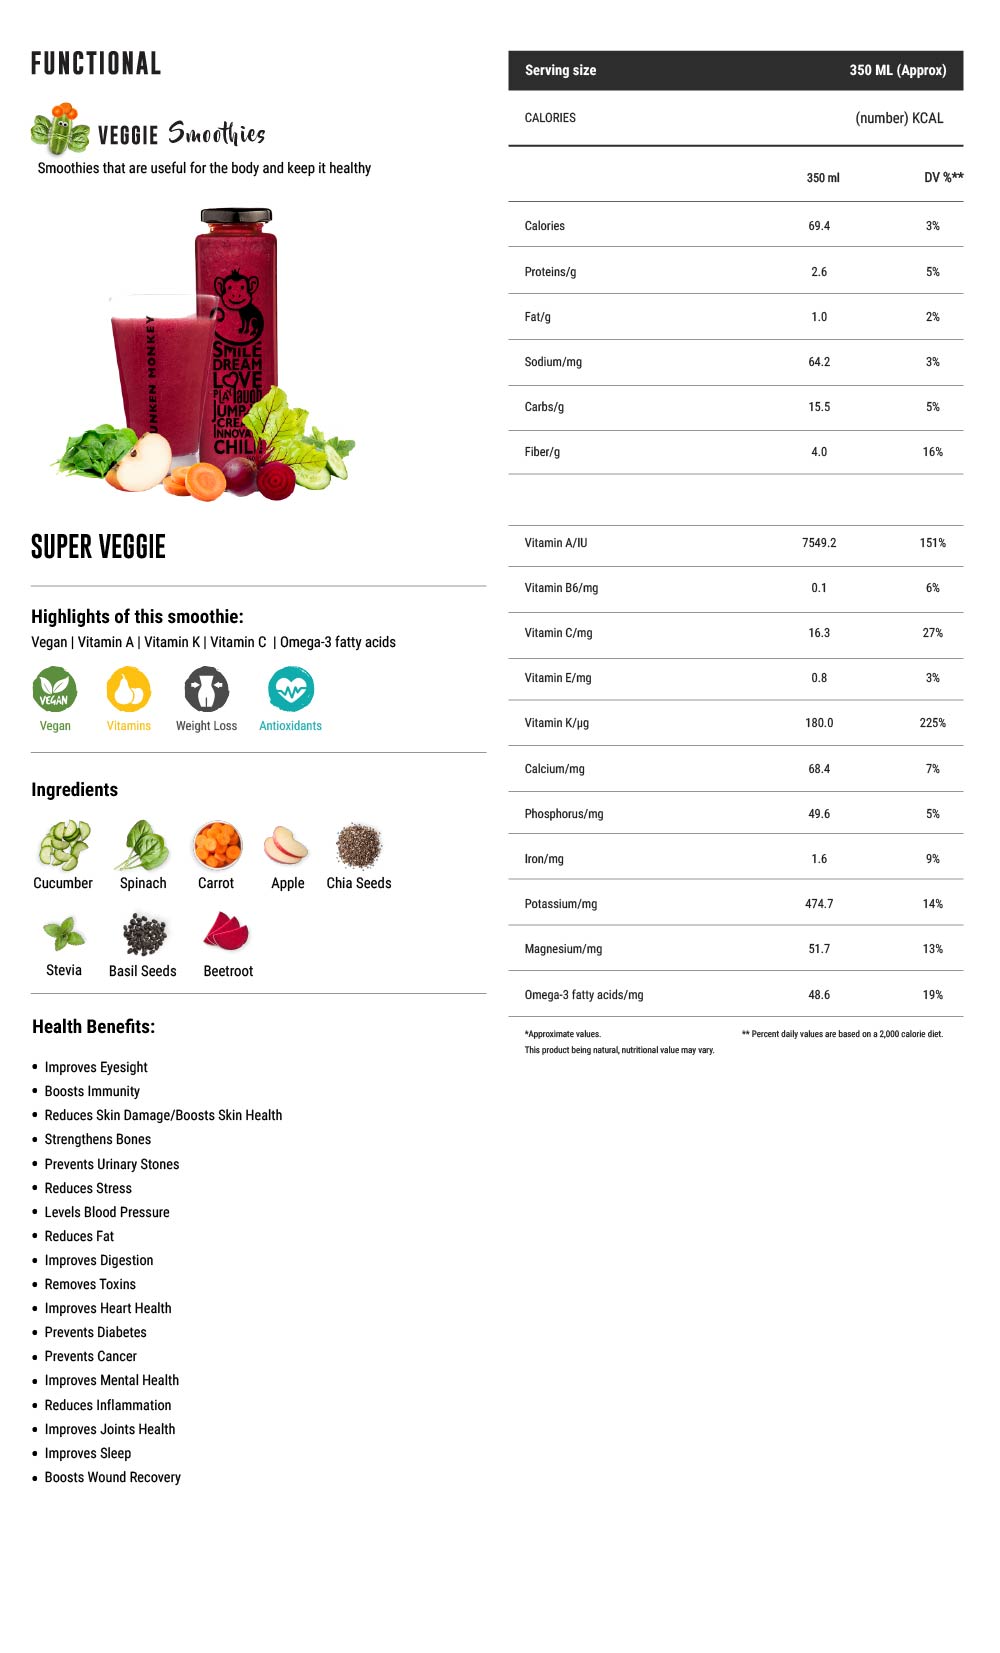 FUNCTIONAL
VEGGIE Smoothies
Smoothies that are useful for the body and keep it healthy
UNKEN MONKEY
SMILE
DREAM
LOVE
JUMP
INNOVA
CHILL
SUPER VEGGIE
Highlights of this smoothie:
Vegan | Vitamin A | Vitamin K | Vitamin C | Omega-3 fatty acids
VEGAN
Vegan Vitamins Weight Loss Antioxidants
Ingredients
Cucumber Spinach Carrot Apple Chia Seeds
Stevia Basil Seeds Beetroot
Health Benefits:
• Improves Eyesight
• Boosts Immunity
• Reduces Skin Damage/Boosts Skin Health
• Strengthens Bones
• Prevents Urinary Stones
• Reduces Stress
• Levels Blood Pressure
• Reduces Fat
• Improves Digestion
• Removes Toxins
• Improves Heart Health
• Prevents Diabetes
• Prevents Cancer
• Improves Mental Health
• Reduces Inflammation
• Improves Joints Health
• Improves Sleep
• Boosts Wound Recovery
Serving size 350 ML (Approx)
CALORIES (number) KCAL
350 ml DV %**
Calories 69.4 3%
Proteins/g 2.6 5%
Fat/g 1.0 2%
Sodium/mg 64.2 3%
Carbs/g 15.5 5%
Fiber/g 4.0 16%
Vitamin A/IU 7549.2 151%
Vitamin B6/mg 0.1 6%
Vitamin C/mg 16.3 27%
Vitamin E/mg 0.8 3%
Vitamin K/µg 180.0 225%
Calcium/mg 68.4 7%
Phosphorus/mg 49.6 5%
Iron/mg 1.6 9%
Potassium/mg 474.7 14%
Magnesium/mg 51.7 13%
Omega-3 fatty acids/mg 48.6 19%
*Approximate values. ** Percent daily values are based on a 2,000 calorie diet.
This product being natural, nutritional value may vary.